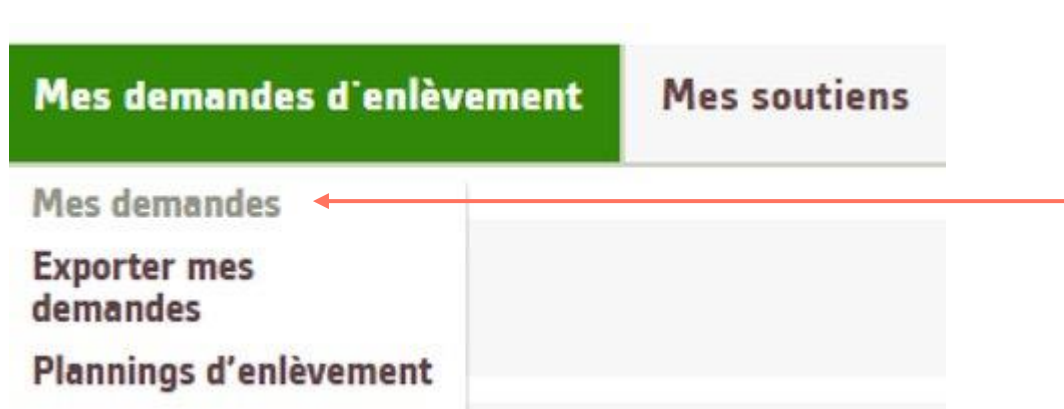 Mes demandes d'enlèvement
Mes soutiens
Mes demandes
Exporter mes
demandes
Plannings d'enlèvement